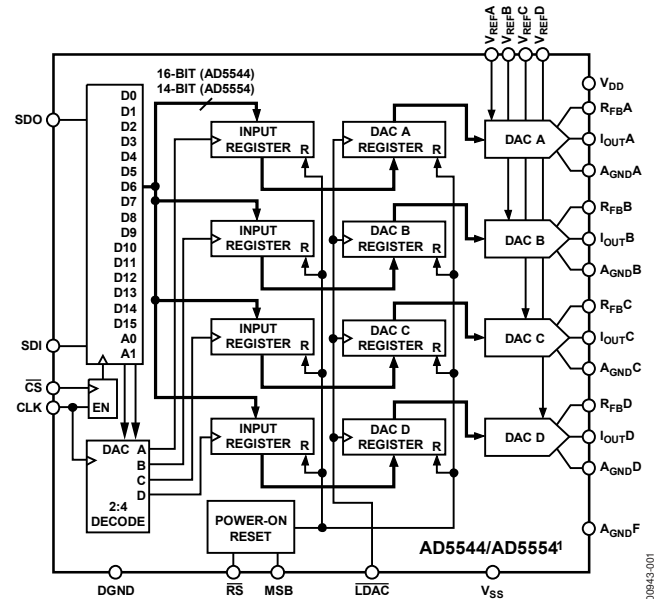 VREFA VREFB VREFC VREFD
16-BIT (AD5544)
14-BIT (AD5554)
VDD
SDO
D0
D1
D2
D3
D4
D5
D6
D7
D8
D9
D10
D11
D12
D13
D14
D15
A0
A1
SDI
CS
CLK
EN
DAC A
B
C
D
2:4
DECODE
INPUT
REGISTER R
DAC A
REGISTER R
DAC A
RFBA
IOUTA
AGNDA
INPUT
REGISTER R
DAC B
REGISTER R
DAC B
RFBB
IOUTB
AGNDB
INPUT
REGISTER R
DAC C
REGISTER R
DAC C
RFBC
IOUTC
AGNDC
INPUT
REGISTER R
DAC D
REGISTER R
DAC D
RFBD
IOUTD
AGNDD
POWER-ON
RESET
AGNDF
AD5544/AD5554¹
DGND
RS
MSB
LDAC
VSS
00943-001